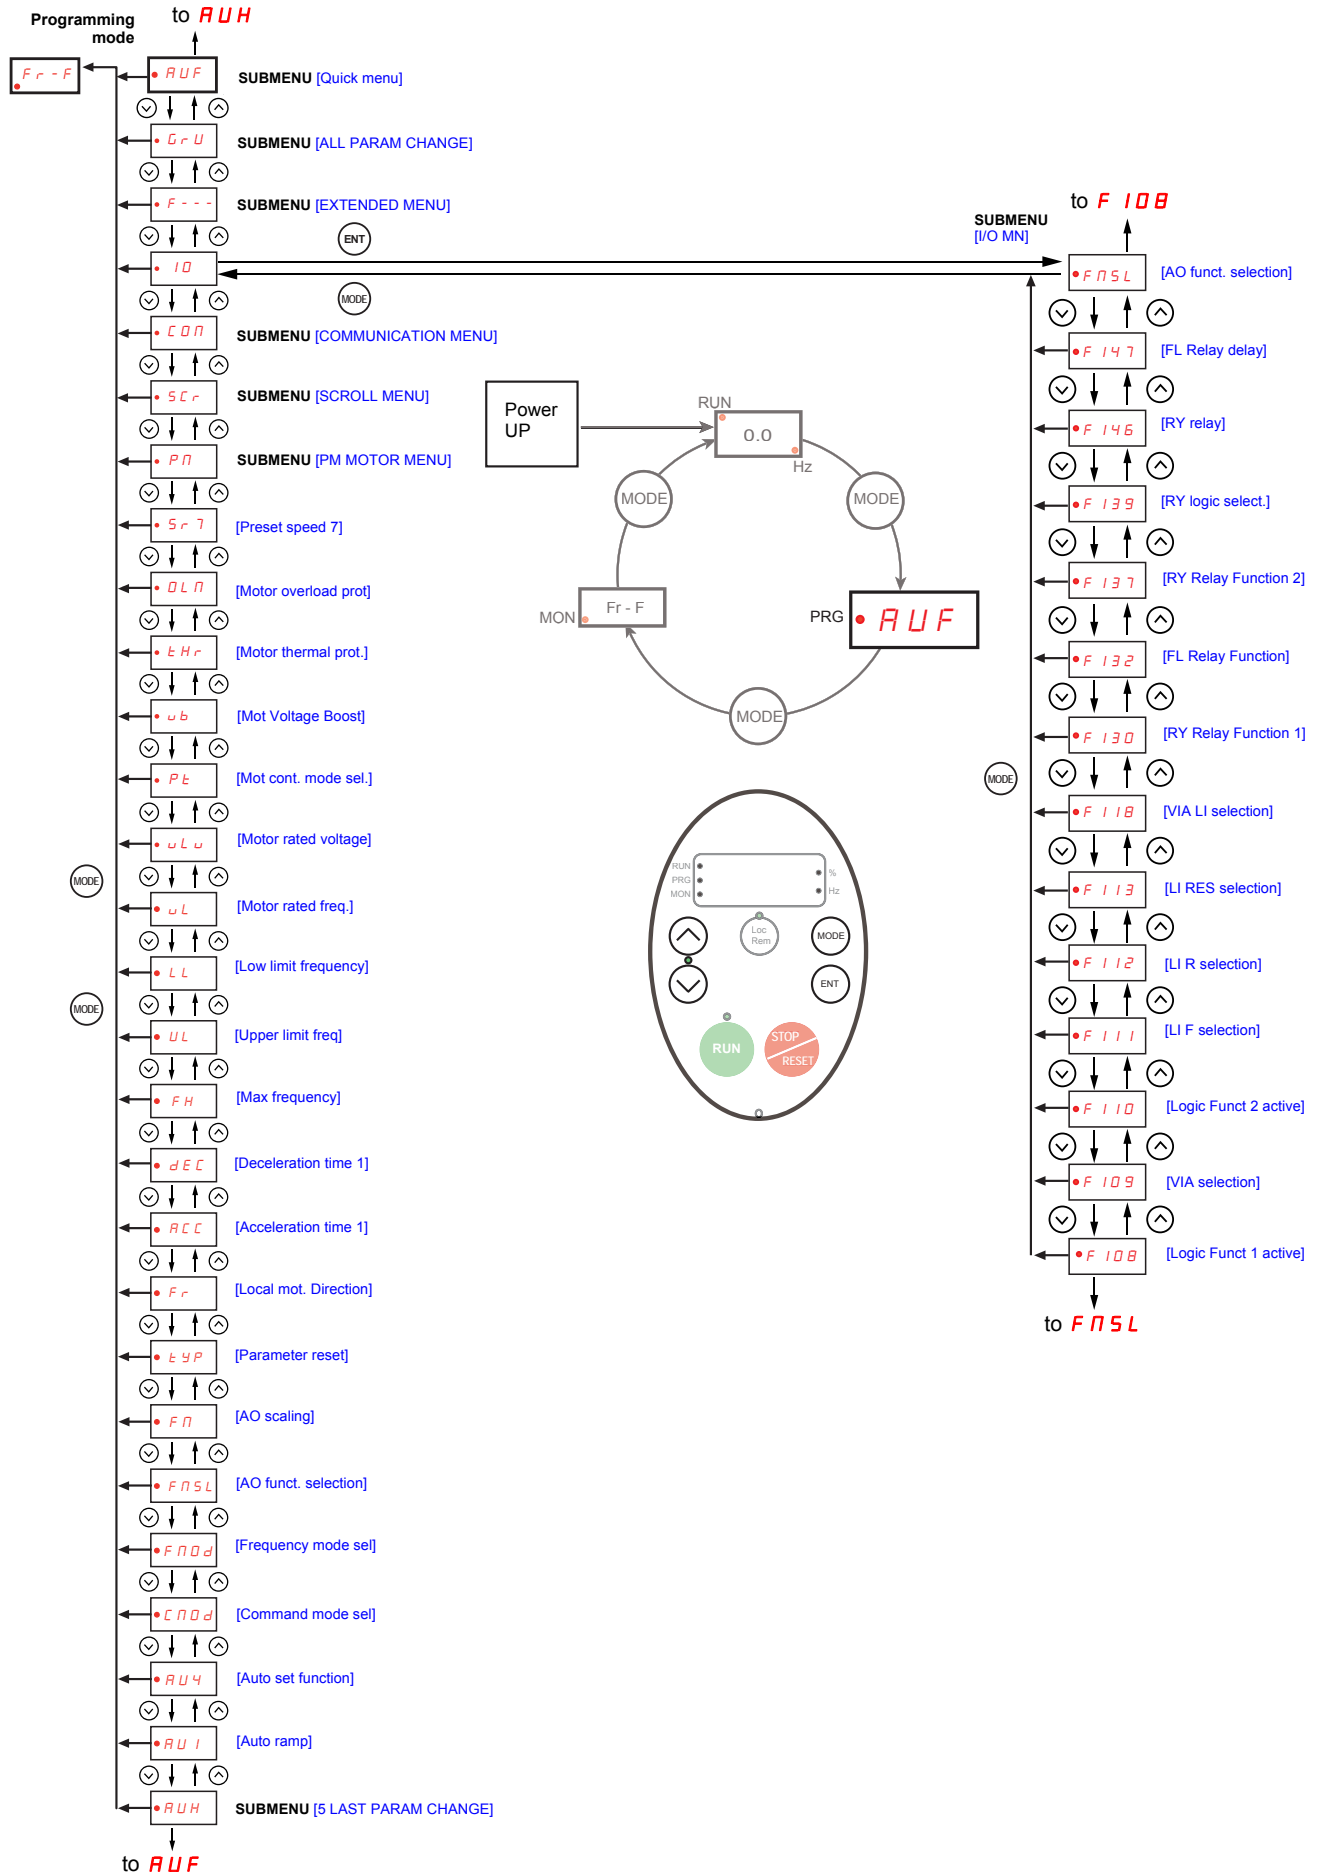 Programming
mode
to AUH
Fr-F
AUF
SUBMENU [Quick menu]
GrU
SUBMENU [ALL PARAM CHANGE]
F---
SUBMENU [EXTENDED MENU]
ENT
IO
MODE
COM
SUBMENU [COMMUNICATION MENU]
SCr
SUBMENU [SCROLL MENU]
PM
SUBMENU [PM MOTOR MENU]
Sr7
[Preset speed 7]
OLM
[Motor overload prot]
tHr
[Motor thermal prot.]
ub
[Mot Voltage Boost]
Pt
[Mot cont. mode sel.]
uLu
[Motor rated voltage]
MODE
uL
[Motor rated freq.]
LL
[Low limit frequency]
MODE
UL
[Upper limit freq]
FH
[Max frequency]
dEC
[Deceleration time 1]
ACC
[Acceleration time 1]
Fr
[Local mot. Direction]
tYP
[Parameter reset]
FM
[AO scaling]
FMSL
[AO funct. selection]
FMOd
[Frequency mode sel]
CMOd
[Command mode sel]
AU4
[Auto set function]
AU1
[Auto ramp]
AUH
SUBMENU [5 LAST PARAM CHANGE]
to AUF
Power
UP
RUN
0.0
Hz
MODE
MODE
MON
Fr - F
PRG
AUF
MODE
RUN
PRG
MON
%
Hz
Loc
Rem
MODE
ENT
RUN
STOP
RESET
to F108
SUBMENU
[I/O MN]
FMSL
[AO funct. selection]
F147
[FL Relay delay]
F146
[RY relay]
F139
[RY logic select.]
F137
[RY Relay Function 2]
F132
[FL Relay Function]
F130
[RY Relay Function 1]
MODE
F118
[VIA LI selection]
F113
[LI RES selection]
F112
[LI R selection]
F111
[LI F selection]
F110
[Logic Funct 2 active]
F109
[VIA selection]
F108
[Logic Funct 1 active]
to FMSL